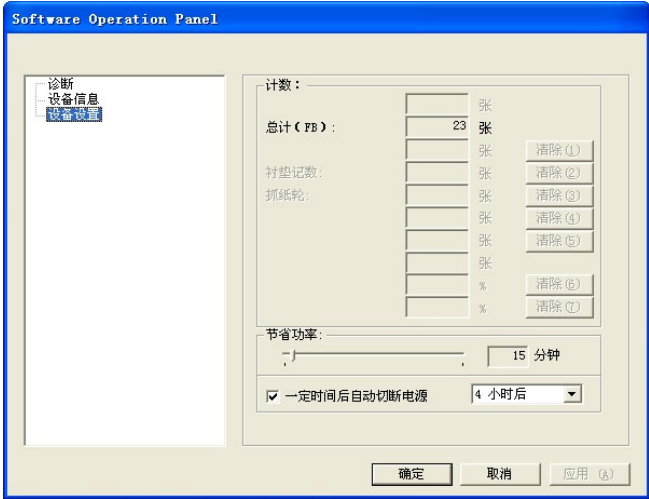 Software Operation Panel
诊断
设备信息
设备设置
计数:
张
总计(FB): 23 张
张 清除(1)
衬垫记数: 张 清除(2)
抓纸轮: 张 清除(3)
张 清除(4)
张 清除(5)
张
% 清除(6)
% 清除(7)
节省功率:
15 分钟
一定时间后自动切断电源 4 小时后
确定 取消 应用 (A)